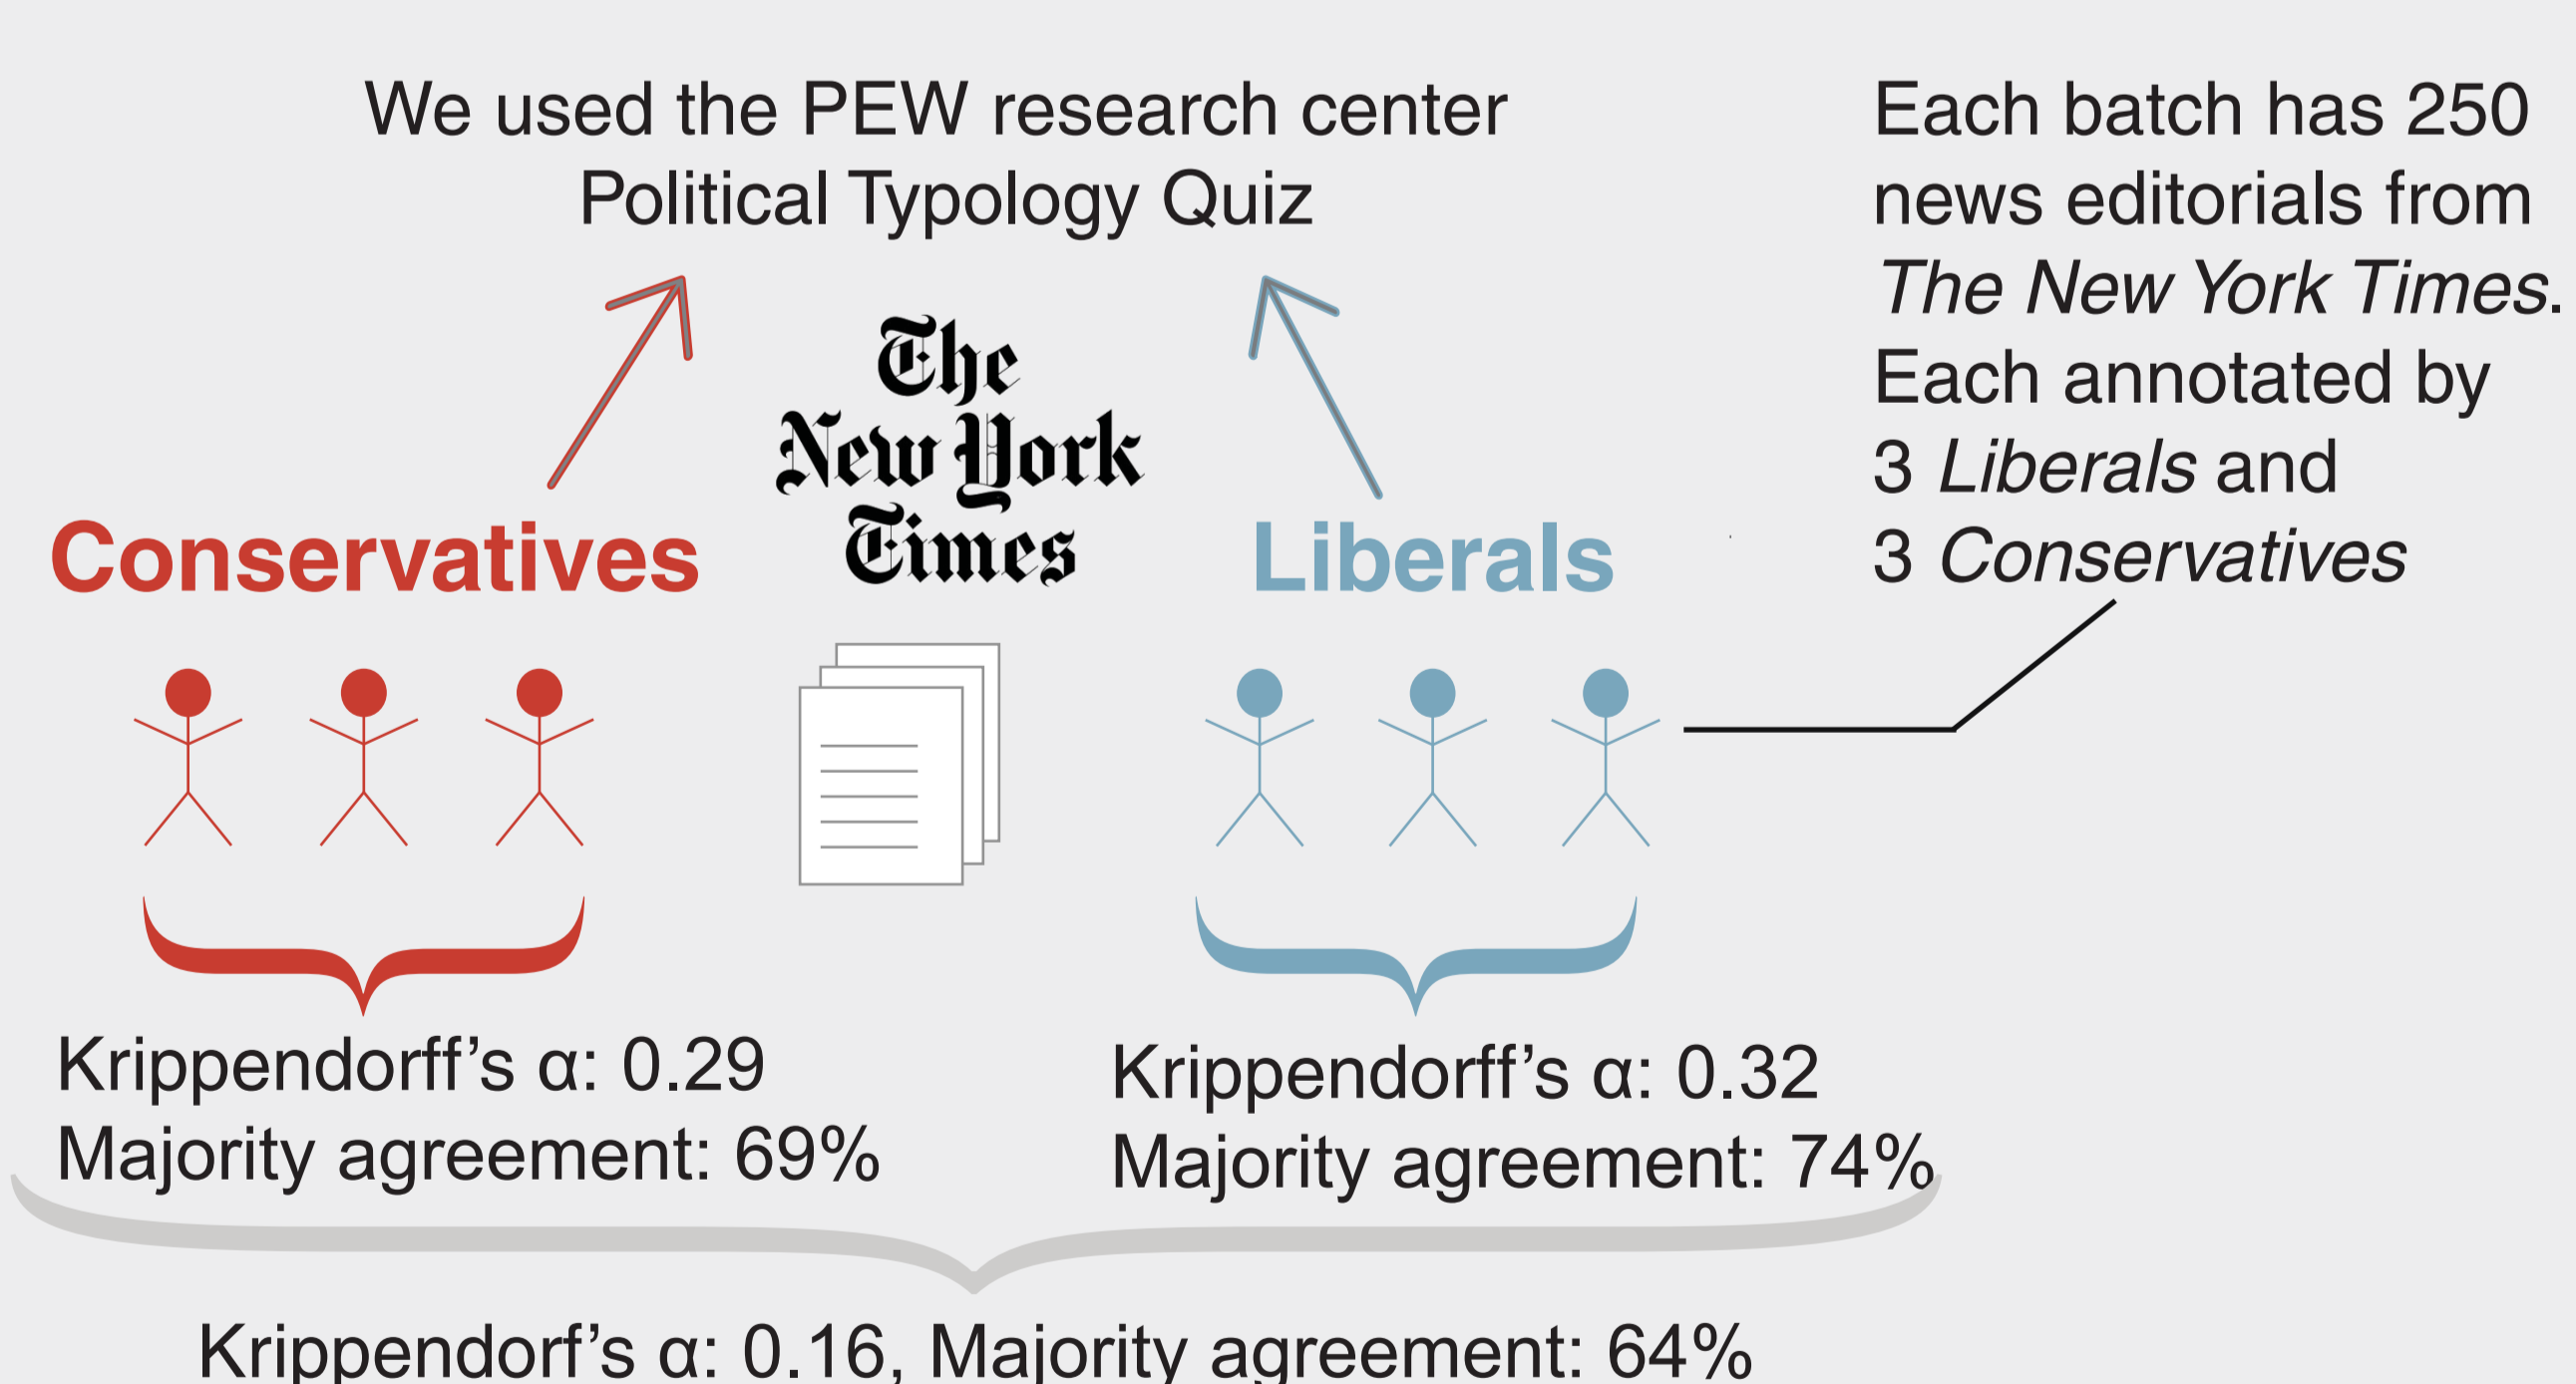 We used the PEW research center
Political Typology Quiz
Each batch has 250
news editorials from
The New York Times.
Each annotated by
3 Liberals and
3 Conservatives
The
New York
Times
Conservatives
Liberals
Krippendorff’s α: 0.29
Majority agreement: 69%
Krippendorff’s α: 0.32
Majority agreement: 74%
Krippendorf’s α: 0.16, Majority agreement: 64%